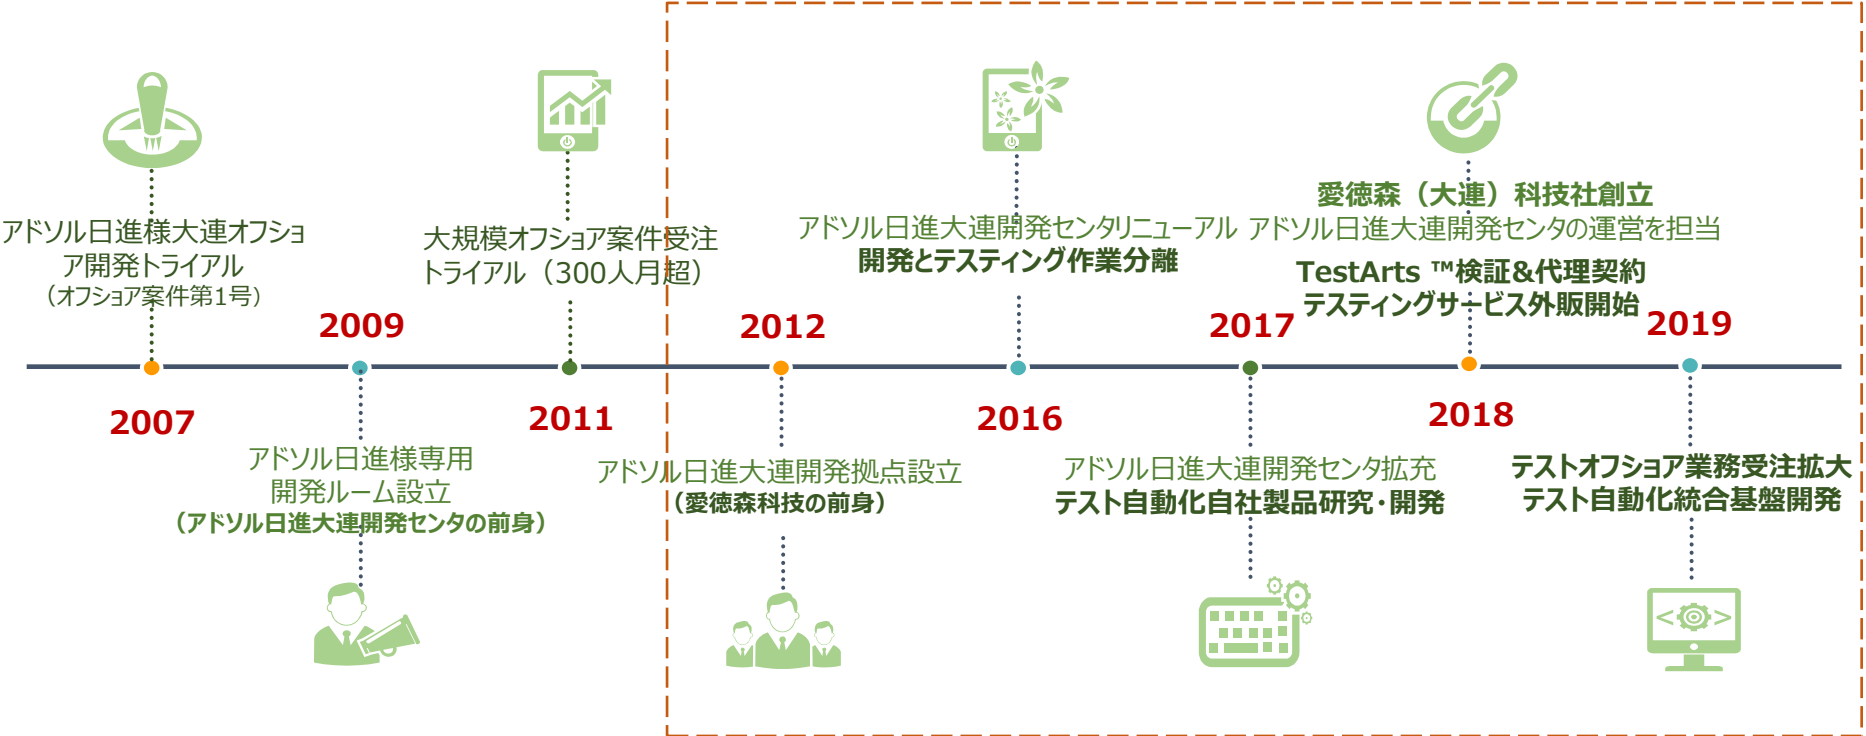 アドソル日進様大連オフショ
ア開発トライアル
（オフショア案件第1号）
2007
2009
アドソル日進様専用
開発ルーム設立
（アドソル日進大連開発センタの前身）
大規模オフショア案件受注
トライアル（300人月超）
2011
2012
アドソル日進大連開発拠点設立
（愛徳森科技の前身）
アドソル日進大連開発センタリニューアル
開発とテスティング作業分離
2016
2017
アドソル日進大連開発センタ拡充
テスト自動化自社製品研究・開発
愛徳森（大連）科技社創立
アドソル日進大連開発センタの運営を担当
TestArts ™検証&代理契約
テスティングサービス外販開始
2018
2019
テストオフショア業務受注拡大
テスト自動化統合基盤開発